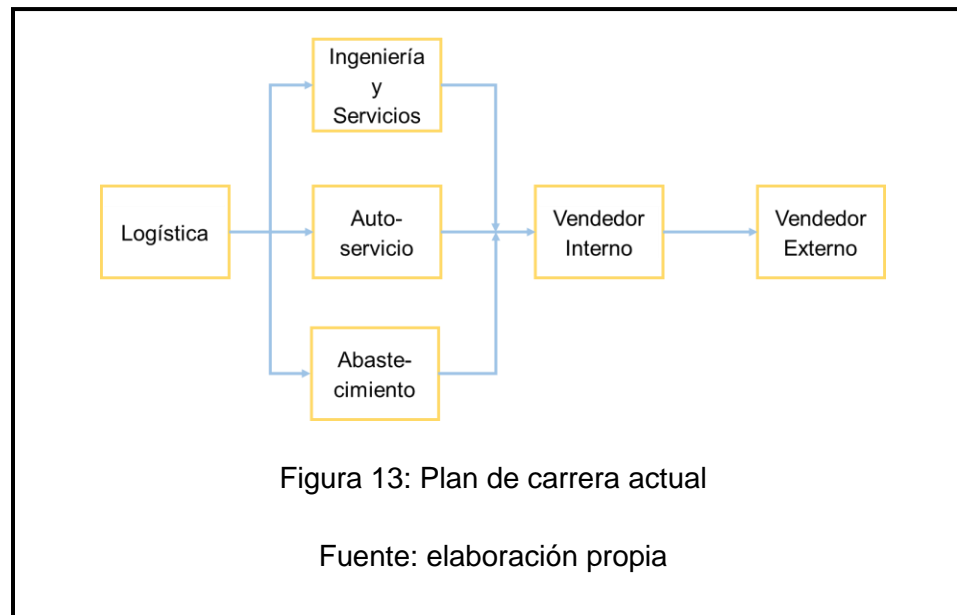 Ingeniería
y
Servicios
Logística
Auto-
servicio
Vendedor
Interno
Vendedor
Externo
Abaste-
cimiento
Figura 13: Plan de carrera actual
Fuente: elaboración propia